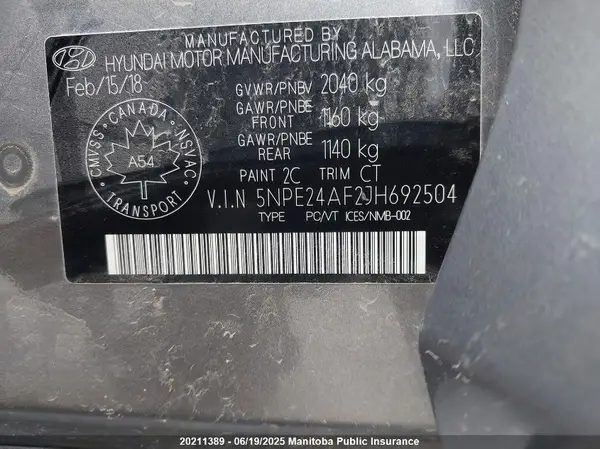 MANUFACTURED BY
HYUNDAI MOTOR MANUFACTURING ALABAMA, LLC
Feb/15/18
GVWR/PNBV 2040 kg
GAWR/PNBE FRONT 1160 kg
GAWR/PNBE REAR 1140 kg
PAINT 2C TRIM CT
V.I.N 5NPE24AF2JH692504
TYPE PC/VT ICES/NMB-002
CANADA
CMVSS NSVAC
A54
TRANSPORT
20211389 - 06/19/2025 Manitoba Public Insurance